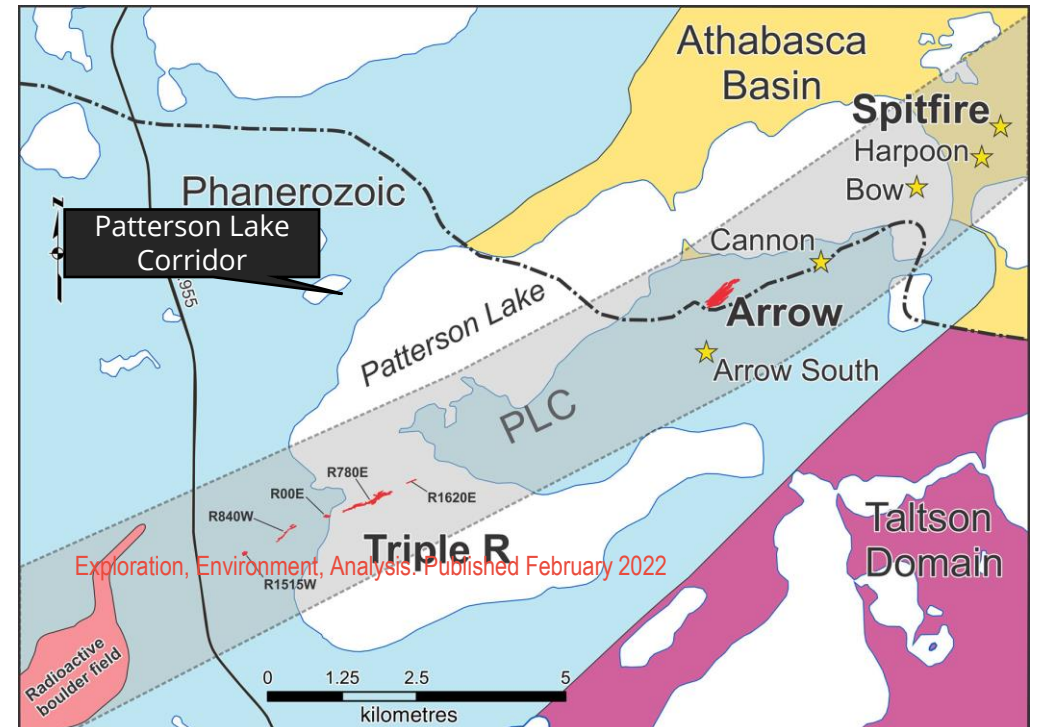 Athabasca
Basin
Spitfire
Harpoon
Bow
Phanerozoic
N
Patterson Lake
Corridor
955
Cannon
Patterson Lake
Arrow
Arrow South
PLC
R780E
R1620E
R00E
R840W
Triple R
R1515W
Exploration, Environment, Analysis. Published February 2022
Taltson
Domain
Radioactive
boulder field
0 1.25 2.5 5
kilometres